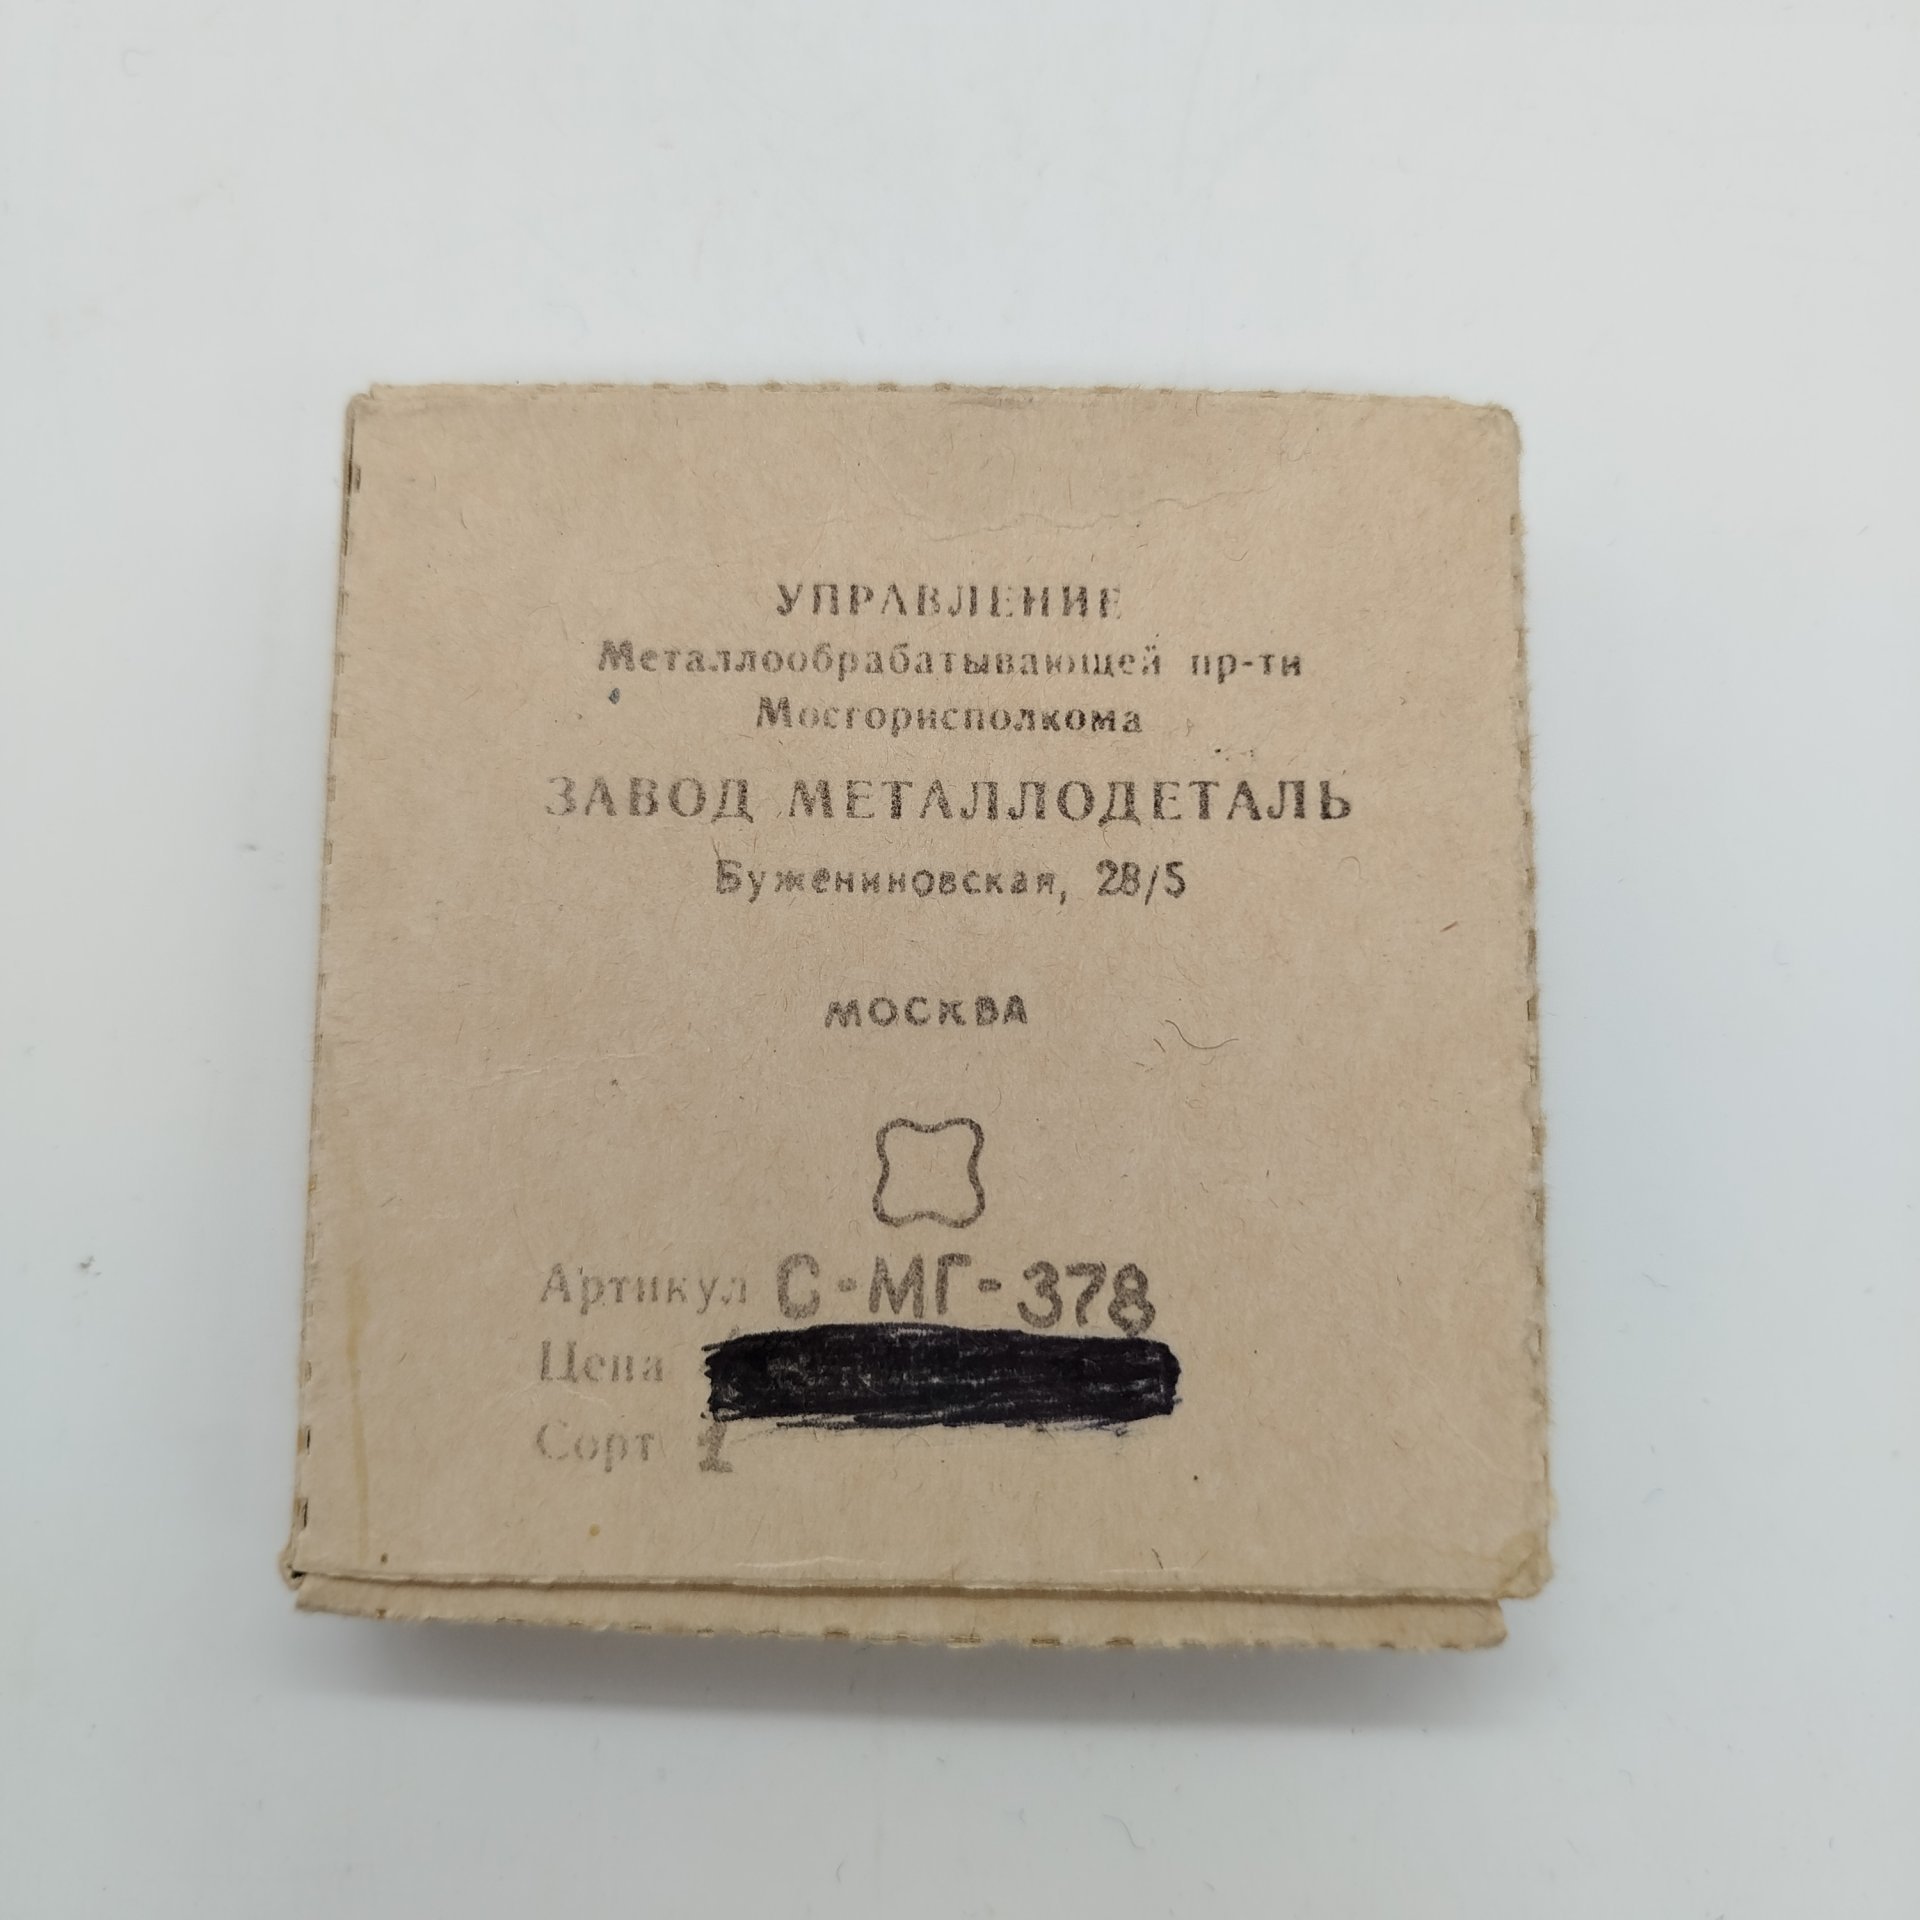 УПРАВЛЕНИЕ
Металлообрабатывающей пр-ти
Мосгорисполкома
ЗАВОД МЕТАЛЛОДЕТАЛЬ
Бужениновская, 28/5
МОСКВА
Артикул С-МГ-378
Цена
Сорт 1